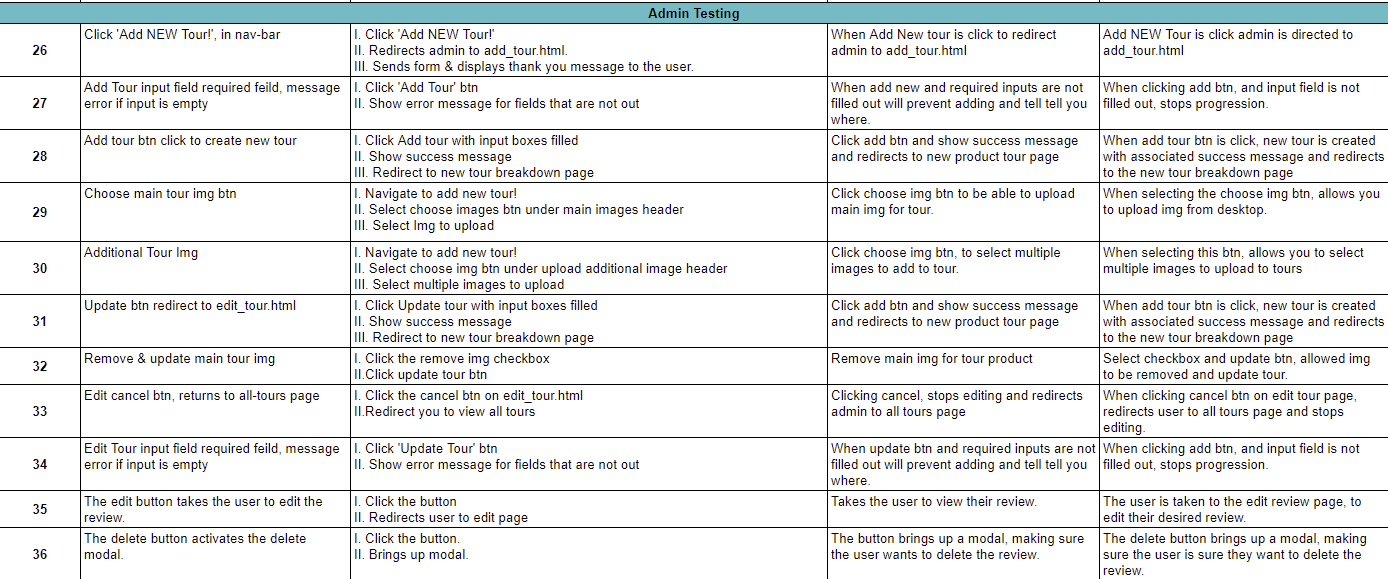 Admin Testing
26
Click 'Add NEW Tour!', in nav-bar
I. Click 'Add NEW Tour!'
II. Redirects admin to add_tour.html.
III. Sends form & displays thank you message to the user.
When Add New tour is click to redirect
admin to add_tour.html
Add NEW Tour is click admin is directed to
add_tour.html
27
Add Tour input field required feild, message
error if input is empty
I. Click 'Add Tour' btn
II. Show error message for fields that are not out
When add new and required inputs are not
filled out will prevent adding and tell tell you
where.
When clicking add btn, and input field is not
filled out, stops progression.
28
Add tour btn click to create new tour
I. Click Add tour with input boxes filled
II. Show success message
III. Redirect to new tour breakdown page
Click add btn and show success message
and redirects to new product tour page
When add tour btn is click, new tour is created
with associated success message and redirects
to the new tour breakdown page
29
Choose main tour img btn
I. Navigate to add new tour!
II. Select choose images btn under main images header
III. Select Img to upload
Click choose img btn to be able to upload
main img for tour.
When selecting the choose img btn, allows you
to upload img from desktop.
30
Additional Tour Img
I. Navigate to add new tour!
II. Select choose img btn under upload additional image header
III. Select multiple images to upload
Click choose img btn, to select multiple
images to add to tour.
When selecting this btn, allows you to select
multiple images to upload to tours
31
Update btn redirect to edit_tour.html
I. Click Update tour with input boxes filled
II. Show success message
III. Redirect to new tour breakdown page
Click add btn and show success message
and redirects to new product tour page
When add tour btn is click, new tour is created
with associated success message and redirects
to the new tour breakdown page
32
Remove & update main tour img
I. Click the remove img checkbox
II.Click update tour btn
Remove main img for tour product
Select checkbox and update btn, allowed img
to be removed and update tour.
33
Edit cancel btn, returns to all-tours page
I. Click the cancel btn on edit_tour.html
II.Redirect you to view all tours
Clicking cancel, stops editing and redirects
admin to all tours page
When clicking cancel btn on edit tour page,
redirects user to all tours page and stops
editing.
34
Edit Tour input field required feild, message
error if input is empty
I. Click 'Update Tour' btn
II. Show error message for fields that are not out
When update btn and required inputs are not
filled out will prevent adding and tell tell you
where.
When clicking add btn, and input field is not
filled out, stops progression.
35
The edit button takes the user to edit the
review.
I. Click the button
II. Redirects user to edit page
Takes the user to view their review.
The user is taken to the edit review page, to
edit their desired review.
36
The delete button activates the delete
modal.
I. Click the button.
II. Brings up modal.
The button brings up a modal, making sure
the user wants to delete the review.
The delete button brings up a modal, making
sure the user is sure they want to delete the
review.